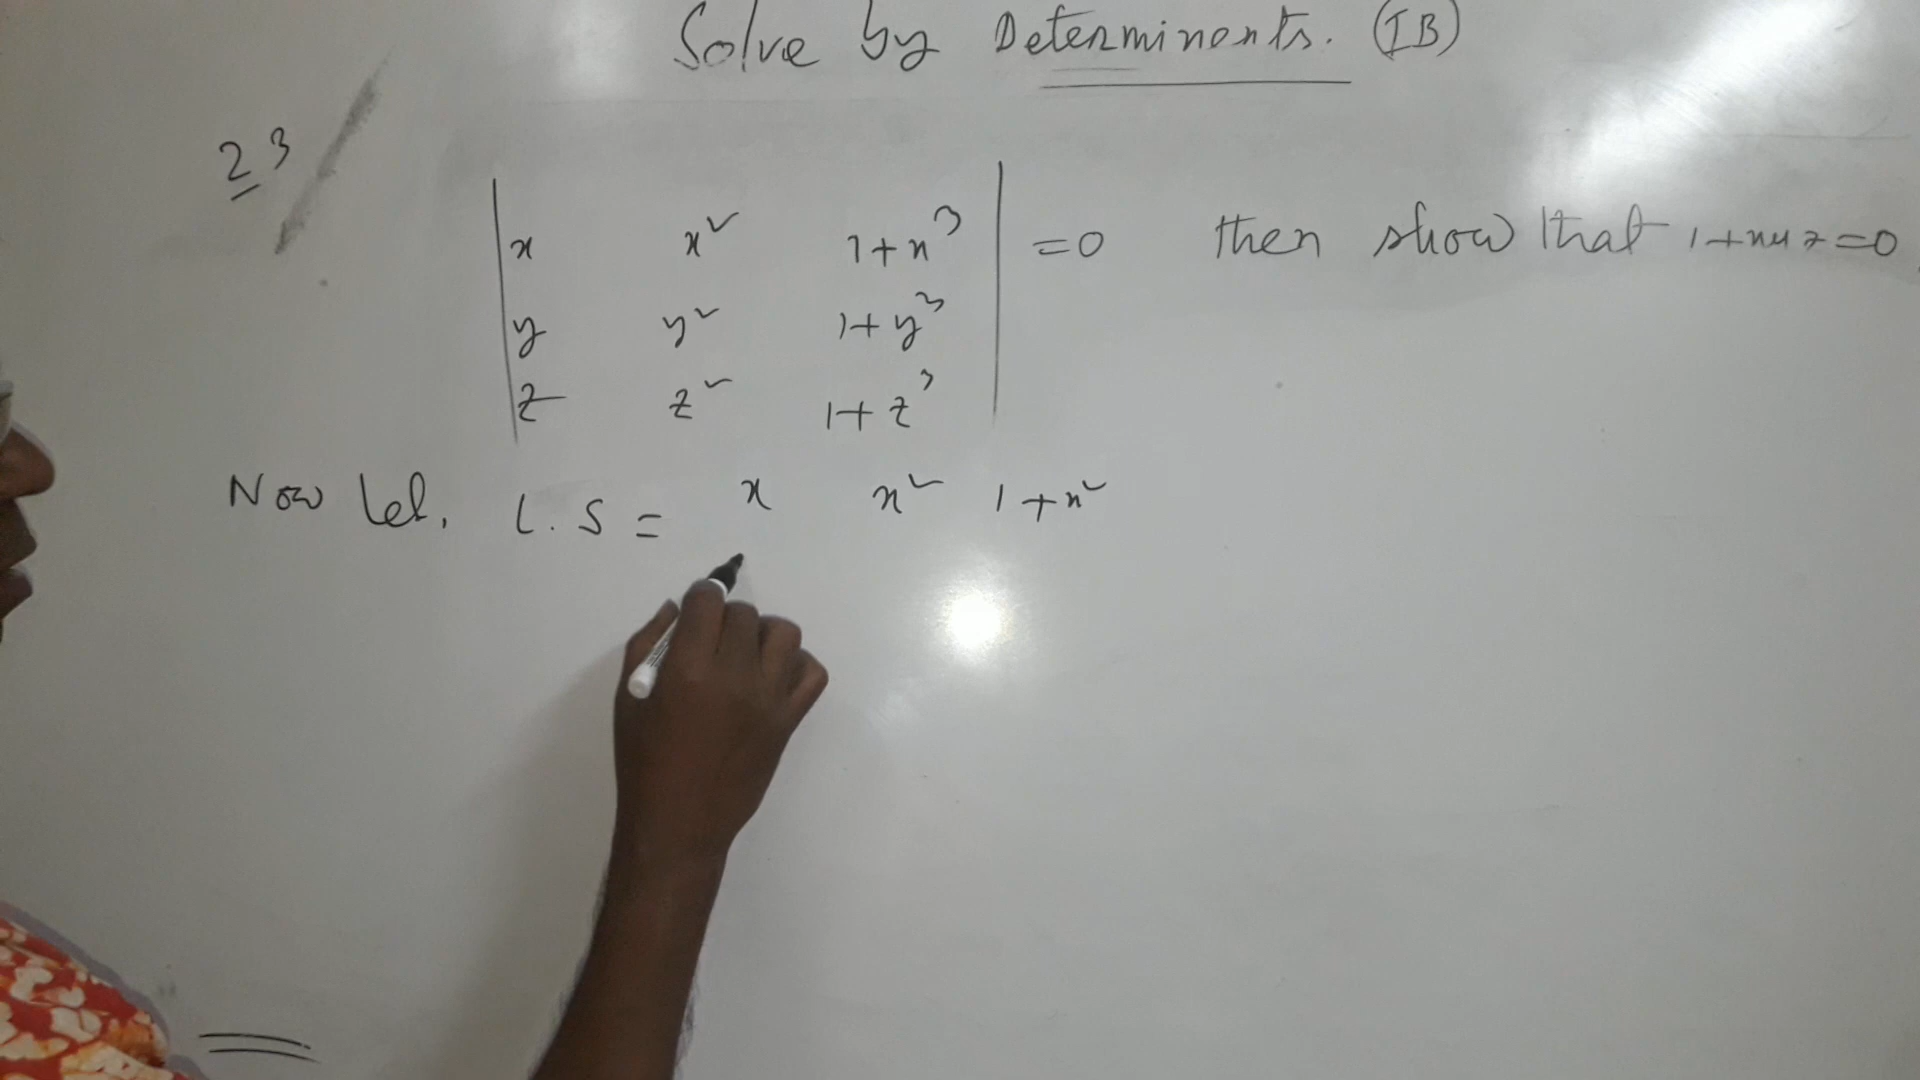 Solve by Determinents. (IB)
23
x x² 1+x³ =0 then show that 1+xyz=0
y y² 1+y³
z z² 1+z³
Now let, L.S = x x² 1+x²